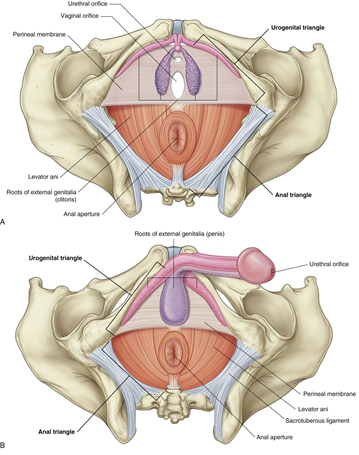 Urethral orifice
Vaginal orifice
Urogenital triangle
Perineal membrane
Levator ani
Roots of external genitalia
(clitoris)
Anal triangle
Anal aperture
A
Roots of external genitalia (penis)
Urogenital triangle
Urethral orifice
Perineal membrane
Levator ani
Sacrotuberous ligament
Anal triangle
Anal aperture
B